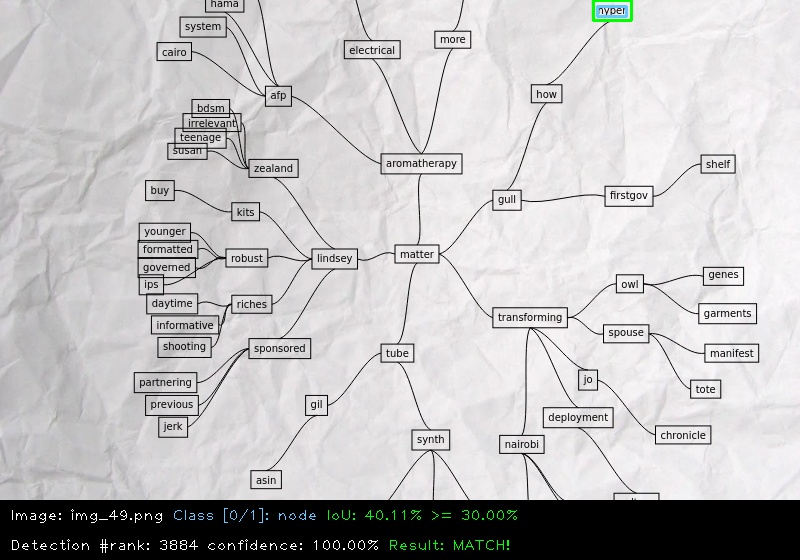 hama
hyper
system
more
electrical
cairo
afp
how
bdsm
irrelevant
teenage
susan
aromatherapy
shelf
zealand
buy
firstgov
gull
kits
younger
formatted
matter
robust
lindsey
governed
genes
ips
owl
daytime
riches
garments
transforming
informative
spouse
shooting
sponsored
tube
manifest
partnering
jo
tote
previous
gil
deployment
jerk
chronicle
synth
nairobi
asin
Image: img_49.png Class [0/1]: node IoU: 40.11% >= 30.00%
Detection #rank: 3884 confidence: 100.00% Result: MATCH!